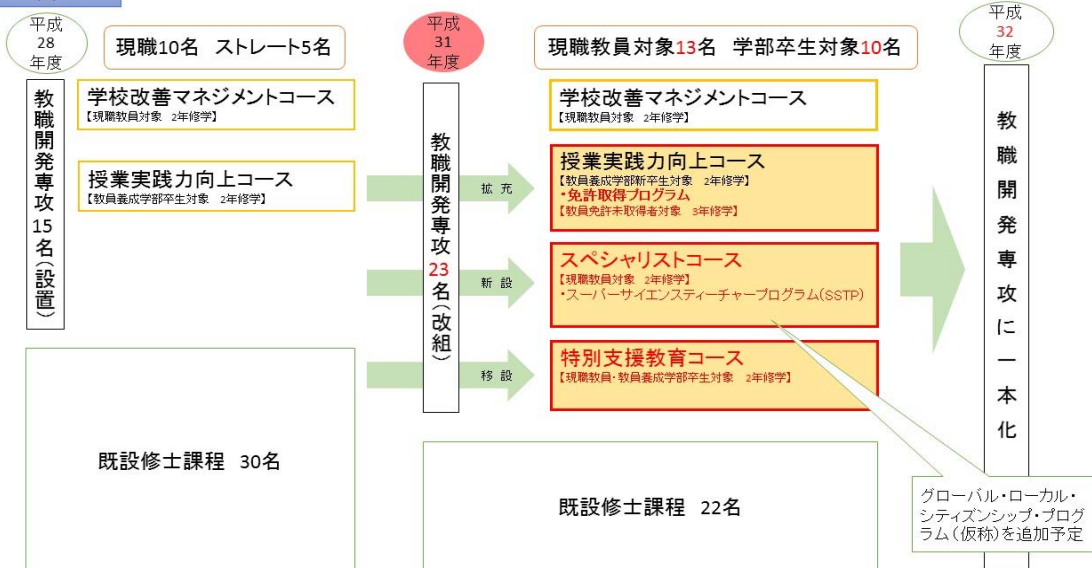 平成
28
年度
現職10名 ストレート5名
教職開発専攻15名(設置)
学校改善マネジメントコース
【現職教員対象 2年修学】
授業実践力向上コース
【教員養成学部卒生対象 2年修学】
既設修士課程 30名
平成
31
年度
教職開発専攻23名(改組)
拡充
新設
移設
現職教員対象13名 学部卒生対象10名
学校改善マネジメントコース
【現職教員対象 2年修学】
授業実践力向上コース
【教員養成学部新卒生対象 2年修学】
・免許取得プログラム
【教員免許未取得者対象 3年修学】
スペシャリストコース
【現職教員対象 2年修学】
・スーパーサイエンスティーチャープログラム(SSTP)
特別支援教育コース
【現職教員・教員養成学部卒生対象 2年修学】
既設修士課程 22名
平成
32
年度
教職開発専攻に一本化
グローバル・ローカル・
シティズンシップ・プログ
ラム(仮称)を追加予定